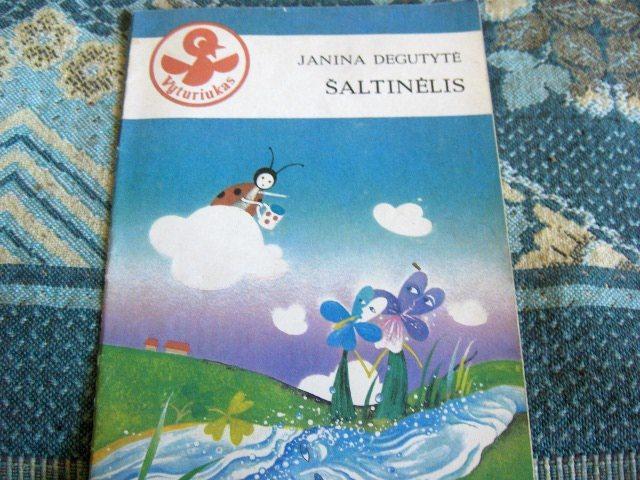 Vyturiukas
JANINA DEGUTYTĖ
ŠALTINĖLIS